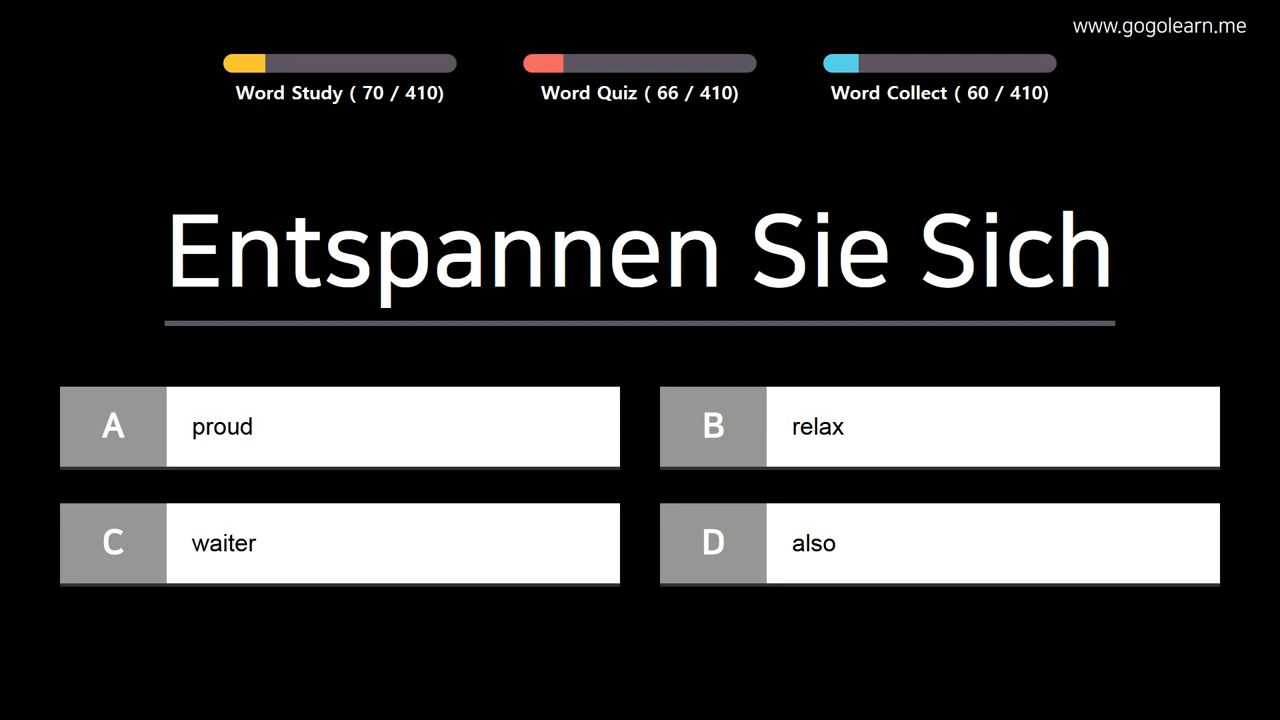 www.gogolearn.me
Word Study ( 70 / 410)
Word Quiz ( 66 / 410)
Word Collect ( 60 / 410)
Entspannen Sie Sich
A
proud
B
relax
C
waiter
D
also